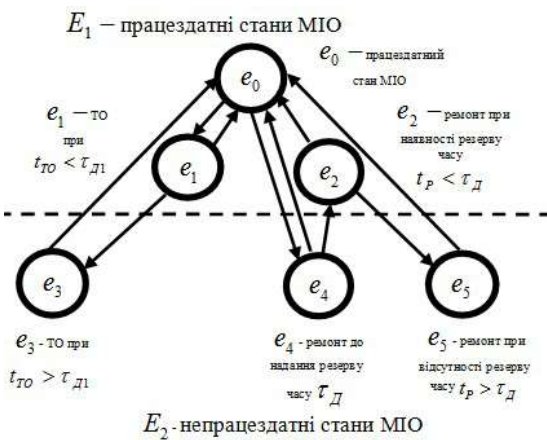 E₁ – працездатні стани МІО
e₀ – працездатний
стан МІО
e₀
e₁ – ТО
при
t_ТО < τ_Д1
e₂ – ремонт при
наявності резерву
часу
t_Р < τ_Д
e₁
e₂
e₃
e₄
e₅
e₃ - ТО при
t_ТО > τ_Д1
e₄ - ремонт до
надання резерву
часу τ_Д
e₅ - ремонт при
відсутності резерву
часу t_Р > τ_Д
E₂ - непрацездатні стани МІО